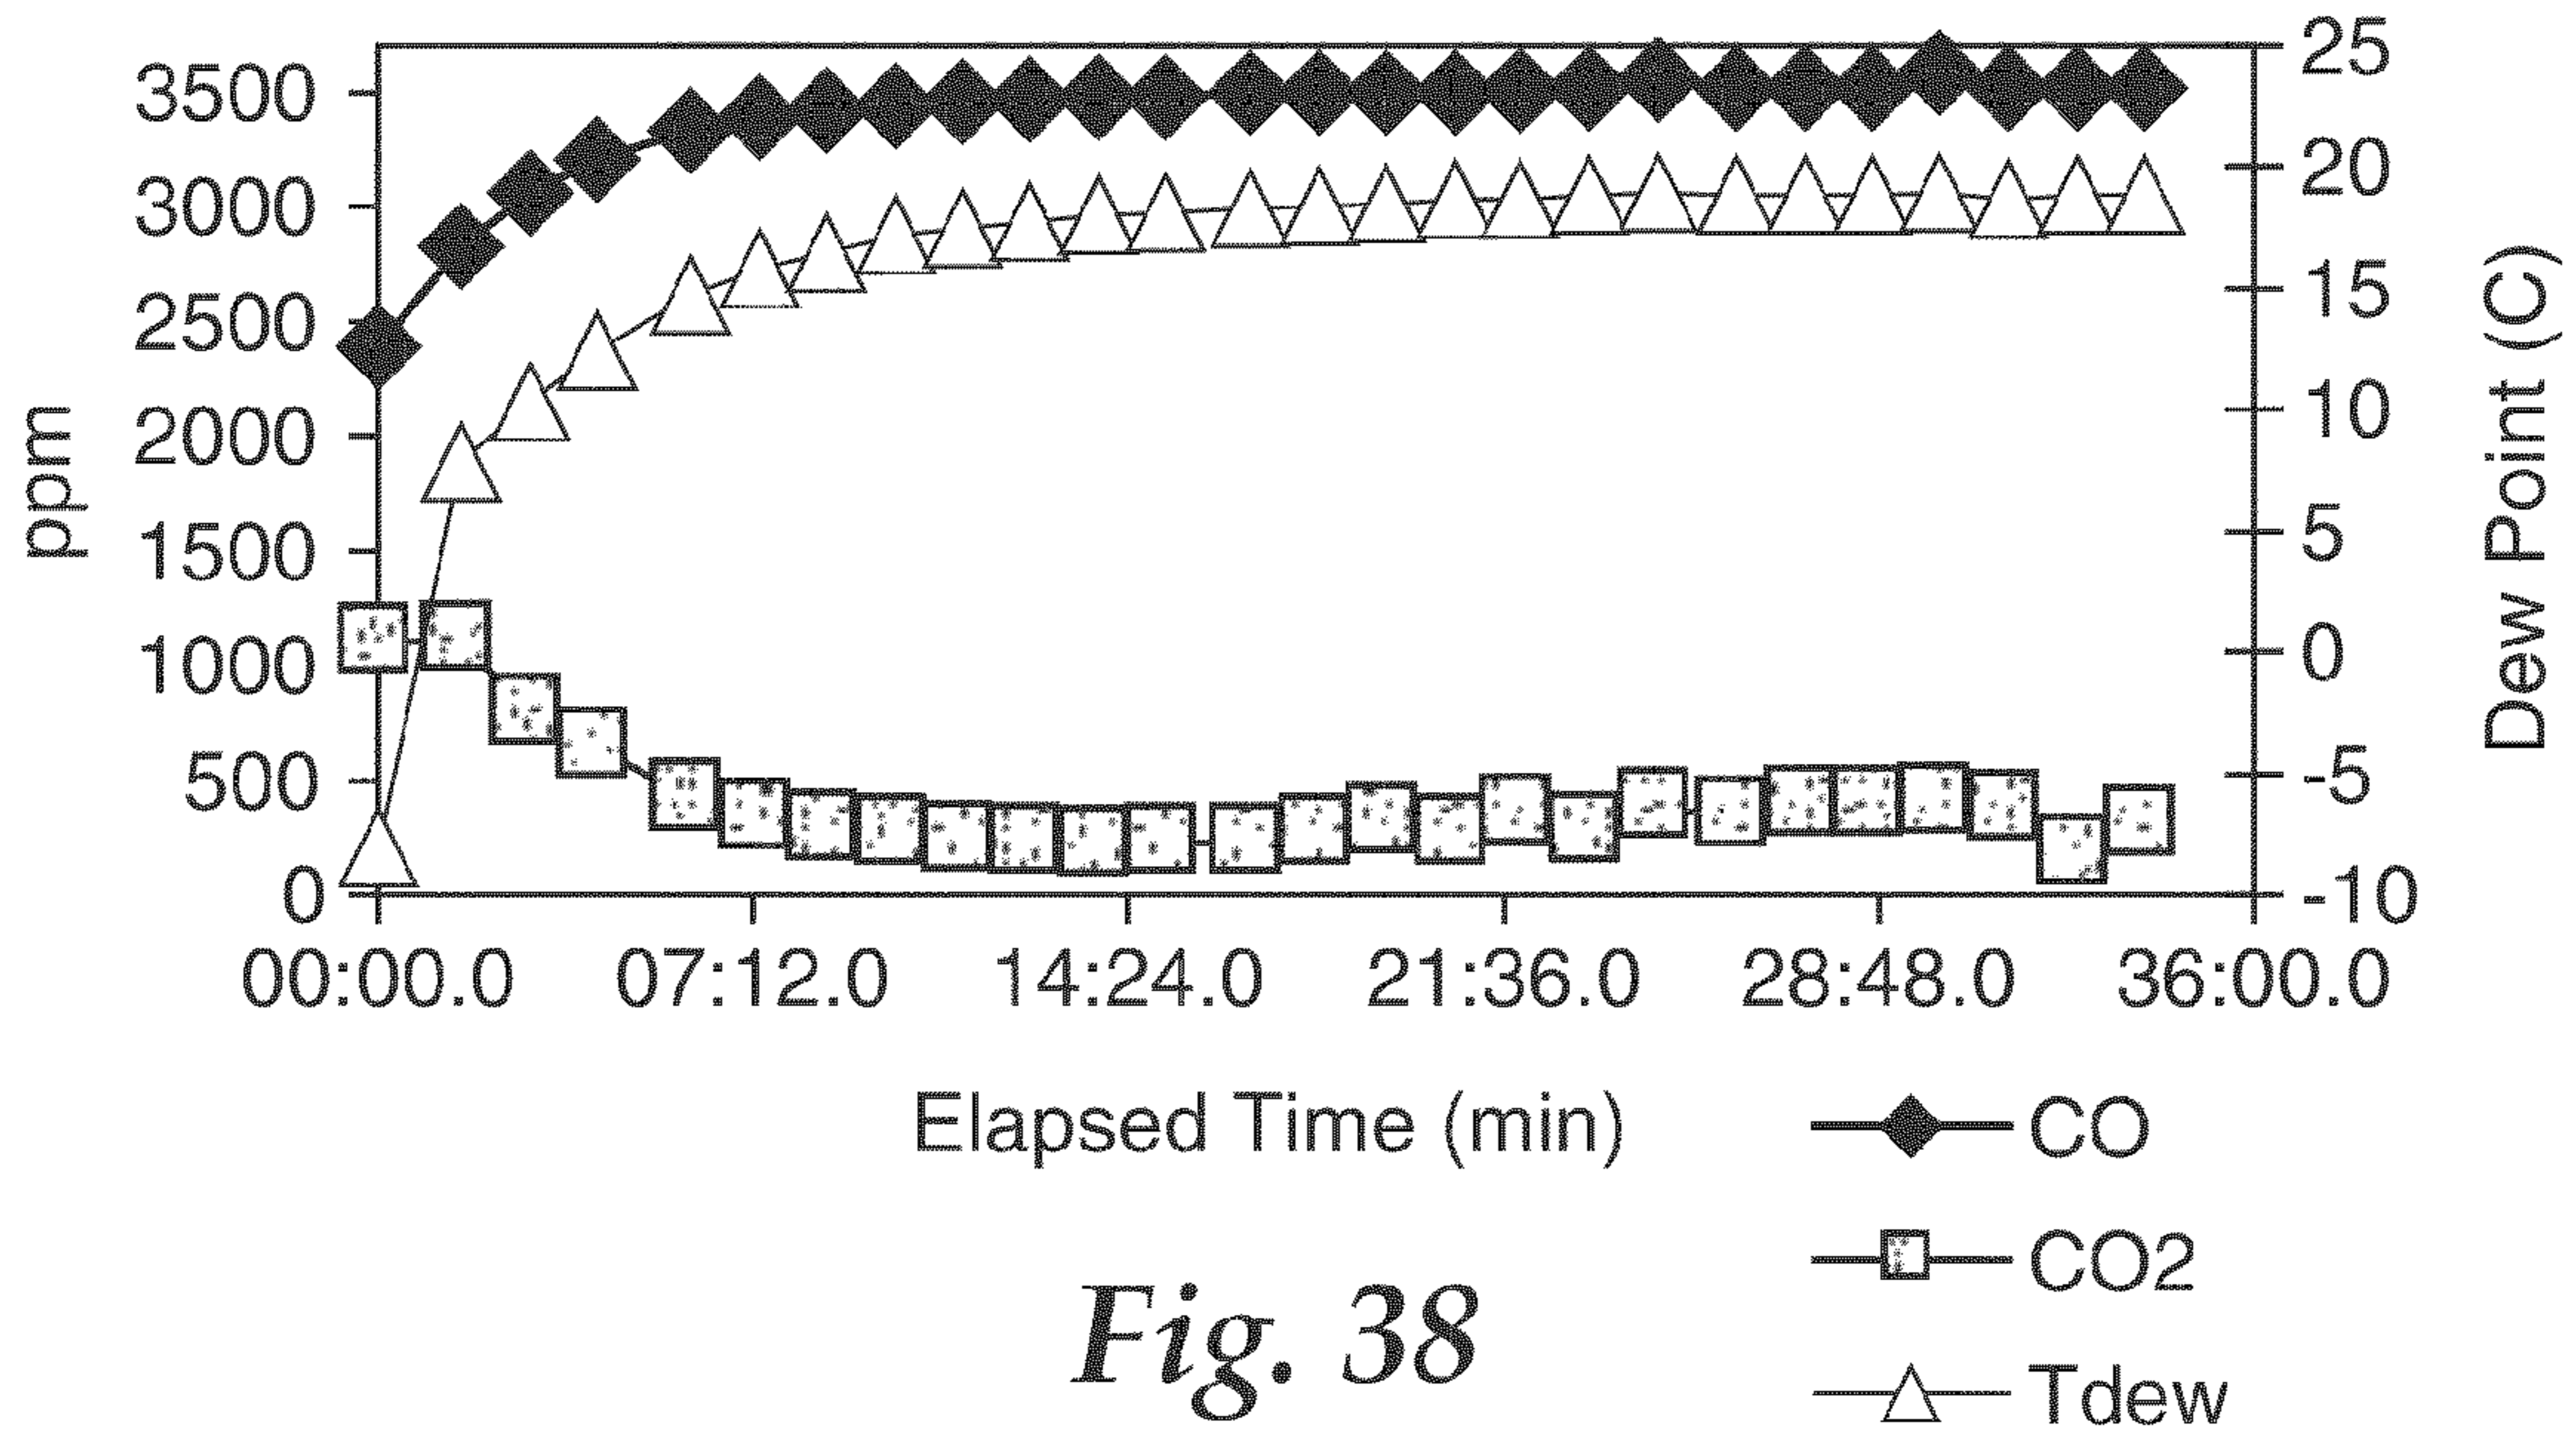 3500
3000
2500
2000
1500
1000
500
0
ppm
25
20
15
10
5
0
-5
-10
Dew Point (C)
00:00.0 07:12.0 14:24.0 21:36.0 28:48.0 36:00.0
Elapsed Time (min)
CO
CO2
Tdew
Fig. 38